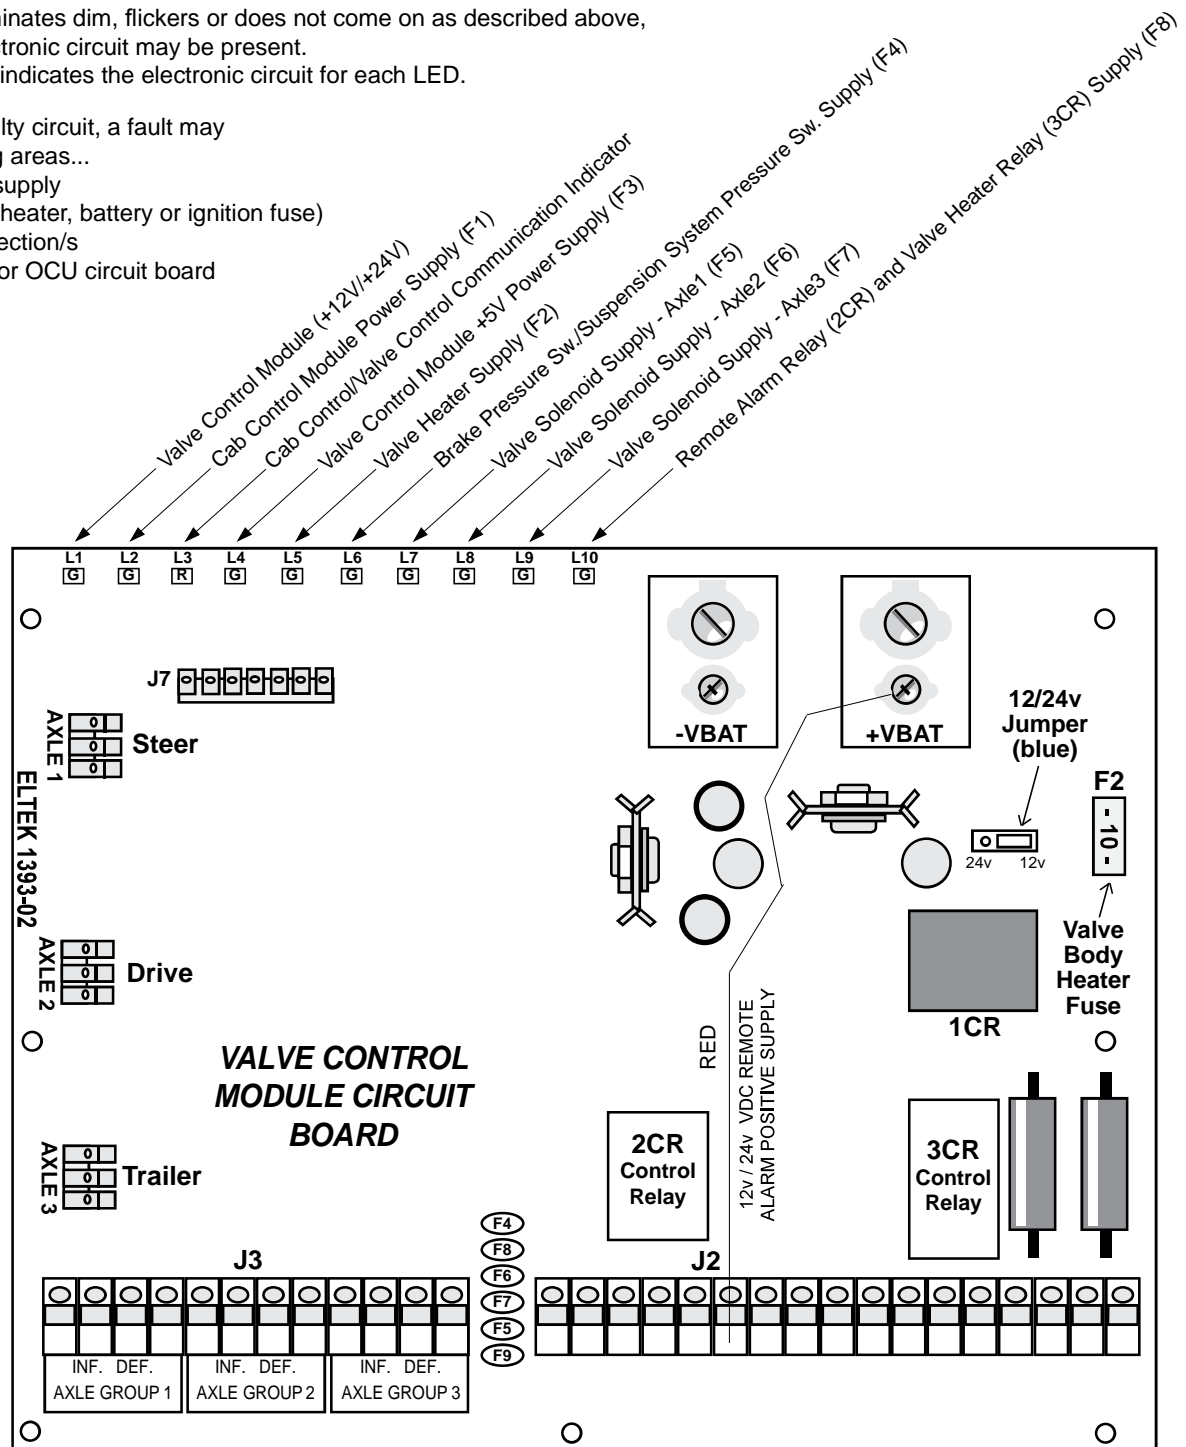 ninates dim, flickers or does not come on as described above,
ctronic circuit may be present.
indicates the electronic circuit for each LED.
lty circuit, a fault may
g areas...
supply
heater, battery or ignition fuse)
ection/s
or OCU circuit board
Valve Control Module (+12V/+24V)
Cab Control Module Power Supply (F1)
Cab Control/Valve Control Communication Indicator
Valve Control Module +5V Power Supply (F3)
Valve Heater Supply (F2)
Brake Pressure Sw./Suspension System Pressure Sw. Supply (F4)
Valve Solenoid Supply - Axle1 (F5)
Valve Solenoid Supply - Axle2 (F6)
Valve Solenoid Supply - Axle3 (F7)
Remote Alarm Relay (2CR) and Valve Heater Relay (3CR) Supply (F8)
L1 L2 L3 L4 L5 L6 L7 L8 L9 L10
G G R G G G G G G G
J7
AXLE 1
Steer
-VBAT
+VBAT
12/24v
Jumper
(blue)
24v 12v
F2
- 10 -
Valve
Body
Heater
Fuse
ELTEK 1393-02
AXLE 2
Drive
1CR
VALVE CONTROL
MODULE CIRCUIT
BOARD
RED
12v / 24v VDC REMOTE
ALARM POSITIVE SUPPLY
AXLE 3
Trailer
2CR
Control
Relay
3CR
Control
Relay
F4
F8
F6
F7
F5
F9
J3
J2
INF. DEF.
AXLE GROUP 1
INF. DEF.
AXLE GROUP 2
INF. DEF.
AXLE GROUP 3